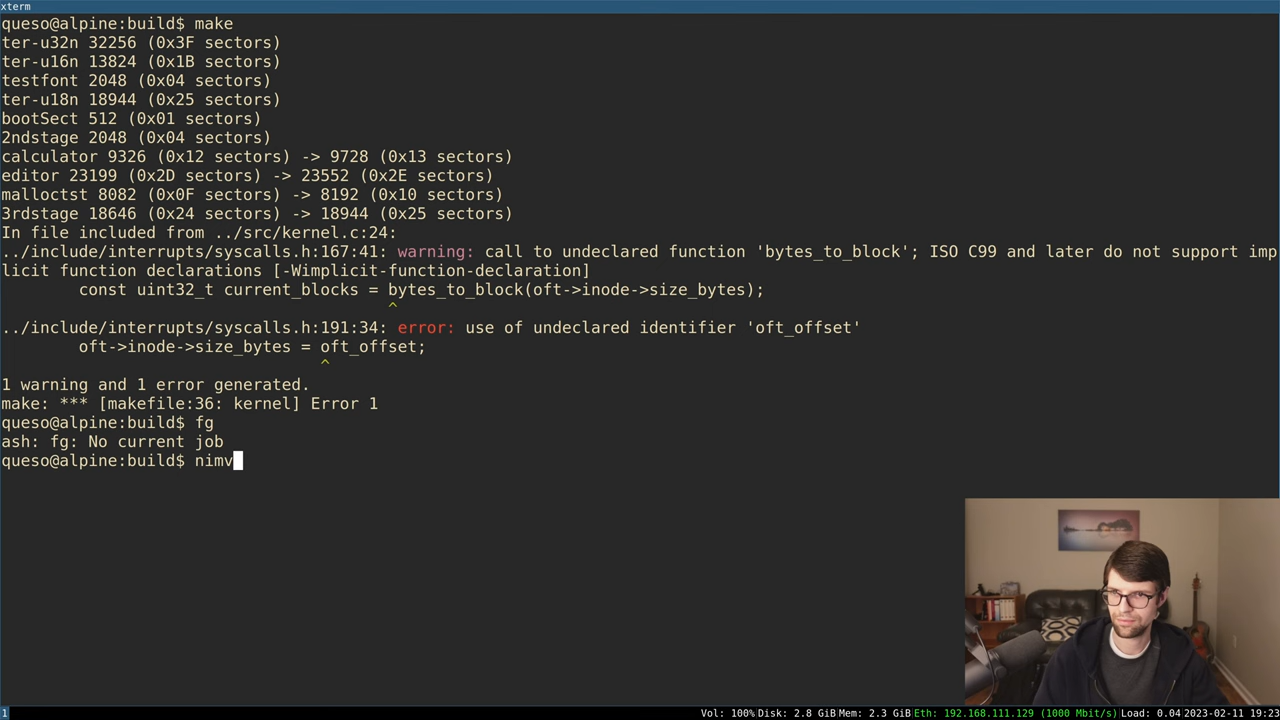 xterm
queso@alpine:build$ make
ter-u32n 32256 (0x3F sectors)
ter-u16n 13824 (0x1B sectors)
testfont 2048 (0x04 sectors)
ter-u18n 18944 (0x25 sectors)
bootSect 512 (0x01 sectors)
2ndstage 2048 (0x04 sectors)
calculator 9326 (0x12 sectors) -> 9728 (0x13 sectors)
editor 23199 (0x2D sectors) -> 23552 (0x2E sectors)
malloctst 8082 (0x0F sectors) -> 8192 (0x10 sectors)
3rdstage 18646 (0x24 sectors) -> 18944 (0x25 sectors)
In file included from ../src/kernel.c:24:
../include/interrupts/syscalls.h:167:41: warning: call to undeclared function 'bytes_to_block'; ISO C99 and later do not support imp
licit function declarations [-Wimplicit-function-declaration]
        const uint32_t current_blocks = bytes_to_block(oft->inode->size_bytes);
                                        ^
../include/interrupts/syscalls.h:191:34: error: use of undeclared identifier 'oft_offset'
        oft->inode->size_bytes = oft_offset;
                                 ^
1 warning and 1 error generated.
make: *** [makefile:36: kernel] Error 1
queso@alpine:build$ fg
ash: fg: No current job
queso@alpine:build$ nimv
1 Vol: 100% Disk: 2.8 GiB Mem: 2.3 GiB Eth: 192.168.111.129 (1000 Mbit/s) Load: 0.04 2023-02-11 19:23